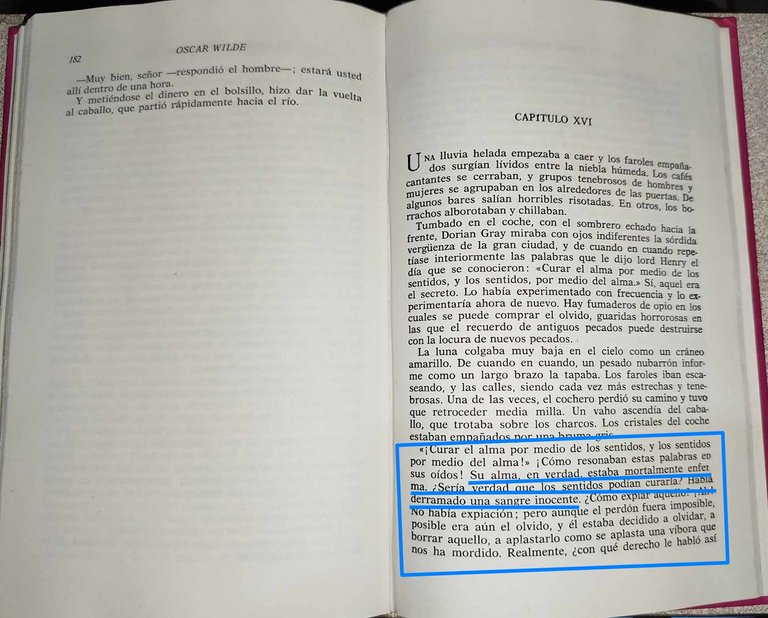 182
OSCAR WILDE
—Muy bien, señor —respondió el hombre—; estará usted
allí dentro de una hora.
Y metiéndose el dinero en el bolsillo, hizo dar la vuelta
al caballo, que partió rápidamente hacia el río.
CAPITULO XVI
UNA lluvia helada empezaba a caer y los faroles empaña-
dos surgían lívidos entre la niebla húmeda. Los cafés
cantantes se cerraban, y grupos tenebrosos de hombres y
mujeres se agrupaban en los alrededores de las puertas. De
algunos bares salían horribles risotadas. En otros, los bo-
rrachos alborotaban y chillaban.
Tumbado en el coche, con el sombrero echado hacia la
frente, Dorian Gray miraba con ojos indiferentes la sórdida
vergüenza de la gran ciudad, y de cuando en cuando repe-
tíase interiormente las palabras que le dijo lord Henry el
día que se conocieron: «Curar el alma por medio de los
sentidos, y los sentidos, por medio del alma.» Sí, aquel era
el secreto. Lo había experimentado con frecuencia y lo ex-
perimentaría ahora de nuevo. Hay fumaderos de opio en los
cuales se puede comprar el olvido, guaridas horrorosas en
las que el recuerdo de antiguos pecados puede destruirse
con la locura de nuevos pecados.
La luna colgaba muy baja en el cielo como un cráneo
amarillo. De cuando en cuando, un pesado nubarrón infor-
me como un largo brazo la tapaba. Los faroles iban esca-
seando, y las calles, siendo cada vez más estrechas y tene-
brosas. Una de las veces, el cochero perdió su camino y tuvo
que retroceder media milla. Un vaho ascendía del caba-
llo, que trotaba sobre los charcos. Los cristales del coche
estaban empañados por una bruma gris.
«¡Curar el alma por medio de los sentidos, y los sentidos
por medio del alma!» ¡Cómo resonaban estas palabras en
sus oídos! Su alma, en verdad, estaba mortalmente enfer
ma. ¿Sería verdad que los sentidos podían curarla? Había
derramado una sangre inocente. ¿Cómo expiar aquello?
No había expiación; pero aunque el perdón fuera imposible,
posible era aún el olvido, y él estaba decidido a olvidar, a
borrar aquello, a aplastarlo como se aplasta una víbora que
nos ha mordido. Realmente, ¿con qué derecho le habló así